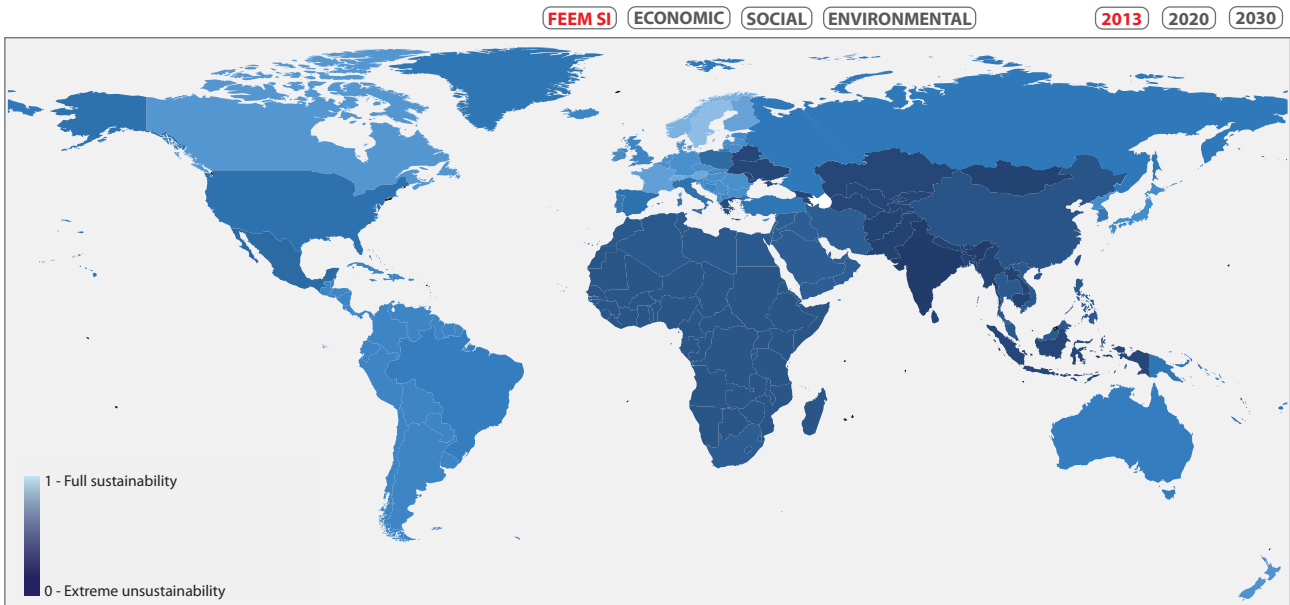 FEEM SI ECONOMIC SOCIAL ENVIRONMENTAL 2013 2020 2030
1 - Full sustainability
0 - Extreme unsustainability